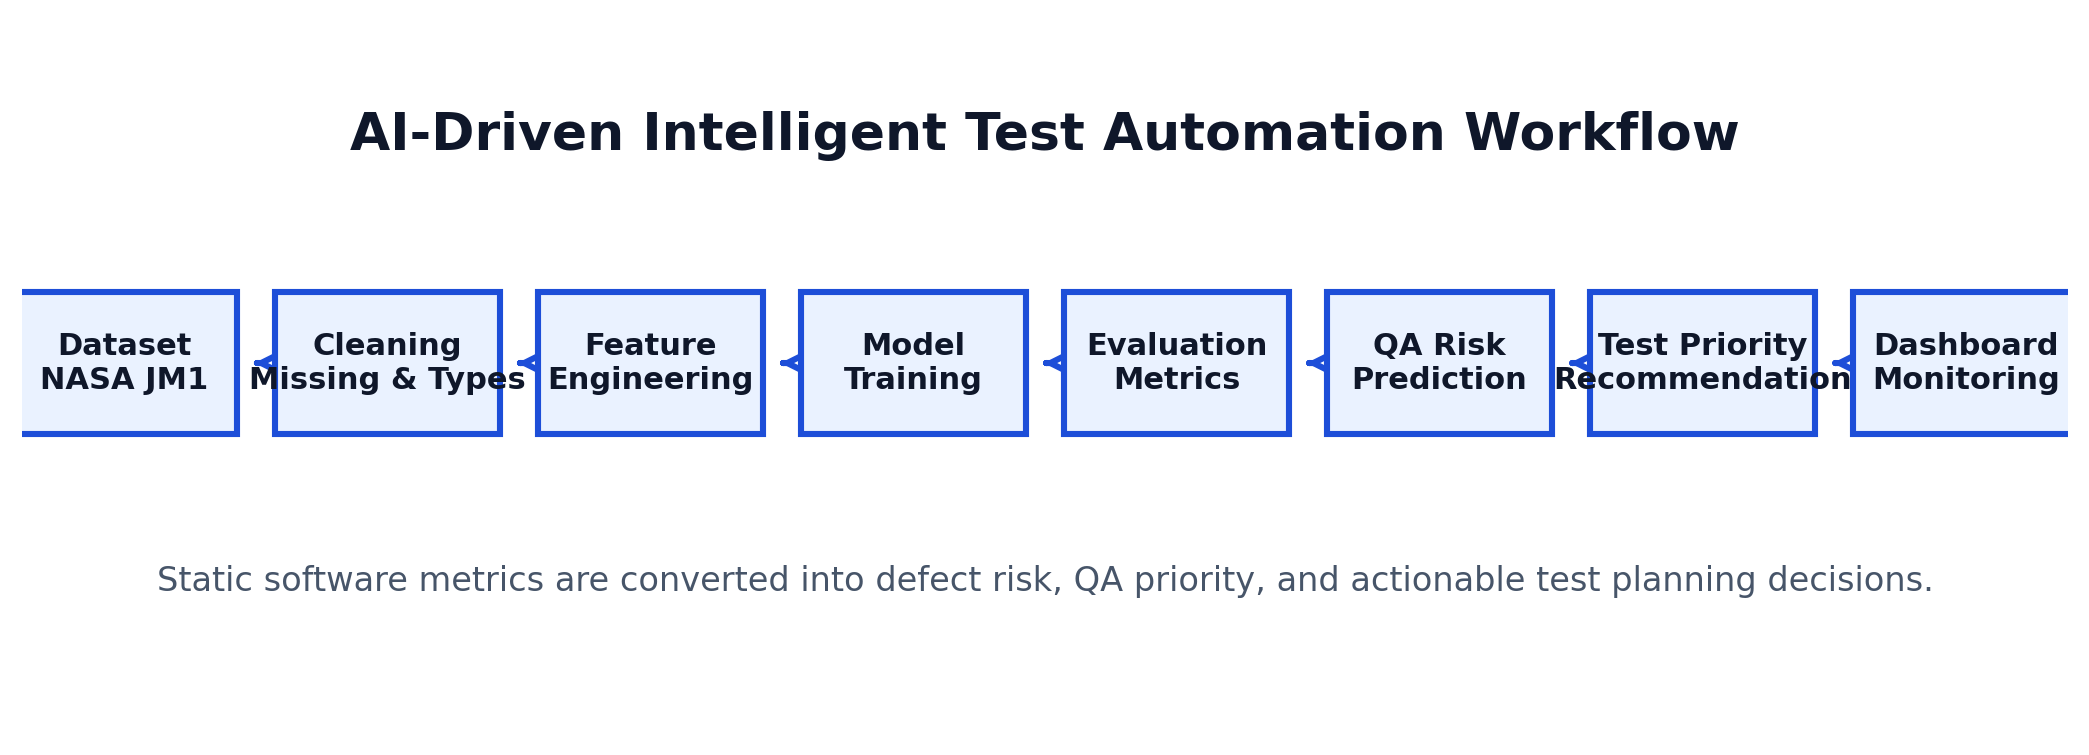 AI-Driven Intelligent Test Automation Workflow
Dataset
NASA JM1
Cleaning
Missing & Types
Feature
Engineering
Model
Training
Evaluation
Metrics
QA Risk
Prediction
Test Priority
Recommendation
Dashboard
Monitoring
Static software metrics are converted into defect risk, QA priority, and actionable test planning decisions.